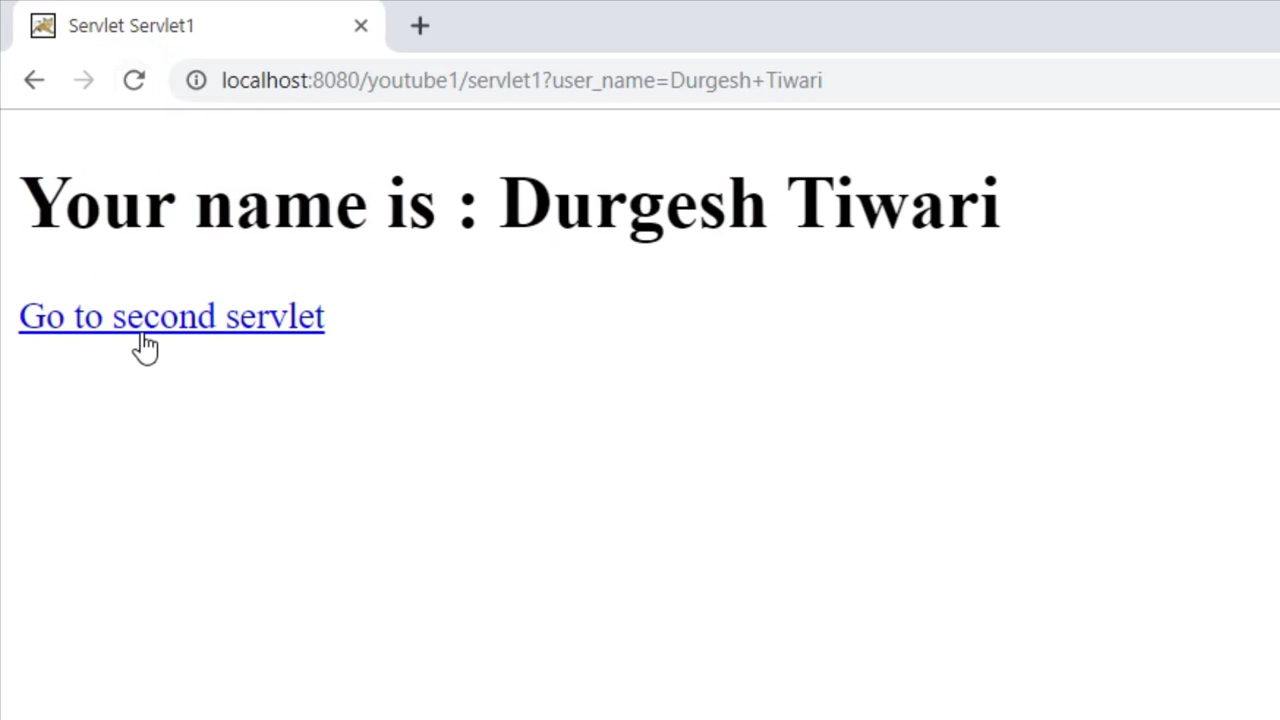 Servlet Servlet1
localhost:8080/youtube1/servlet1?user_name=Durgesh+Tiwari
Your name is : Durgesh Tiwari
Go to second servlet